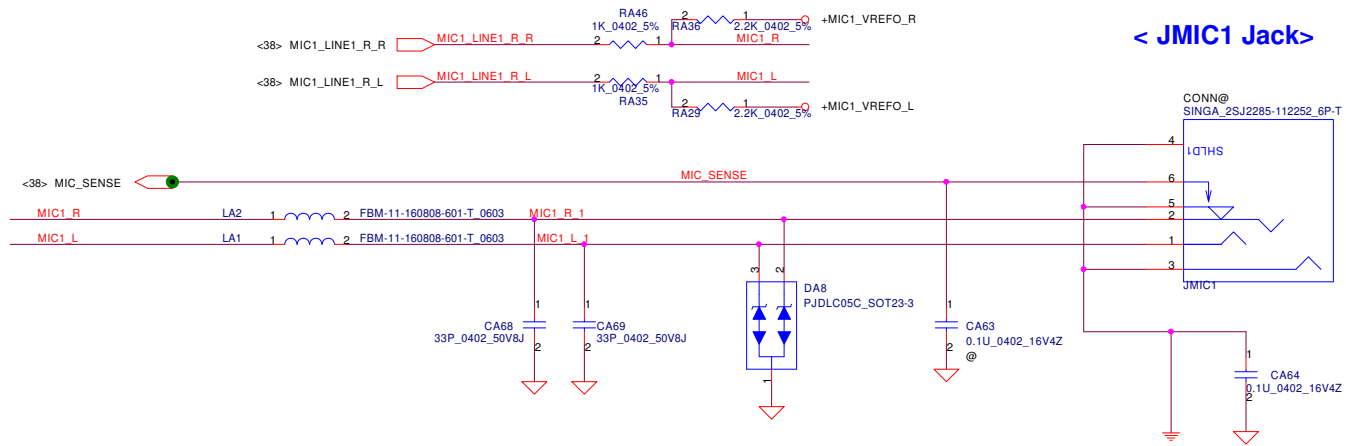 RA46
1K_0402_5%
2 1
RA36
2.2K_0402_5%
+MIC1_VREFO_R
<38> MIC1_LINE1_R_R
MIC1_LINE1_R_R
2 1
MIC1_R
< JMIC1 Jack>
<38> MIC1_LINE1_R_L
MIC1_LINE1_R_L
2 1
MIC1_L
1K_0402_5%
RA35
2 1
RA29
2.2K_0402_5%
+MIC1_VREFO_L
CONN@
SINGA_2SJ2285-112252_6P-T
4
SHLD1
<38> MIC_SENSE
MIC_SENSE
6
5
MIC1_R
LA2
1 2
FBM-11-160808-601-T_0603
MIC1_R_1
2
MIC1_L
LA1
1 2
FBM-11-160808-601-T_0603
MIC1_L_1
1
3
JMIC1
3 2
DA8
PJDLC05C_SOT23-3
1
1
CA68
33P_0402_50V8J
2
1
CA69
33P_0402_50V8J
2
1
CA63
0.1U_0402_16V4Z
2
@
1
CA64
0.1U_0402_16V4Z
2